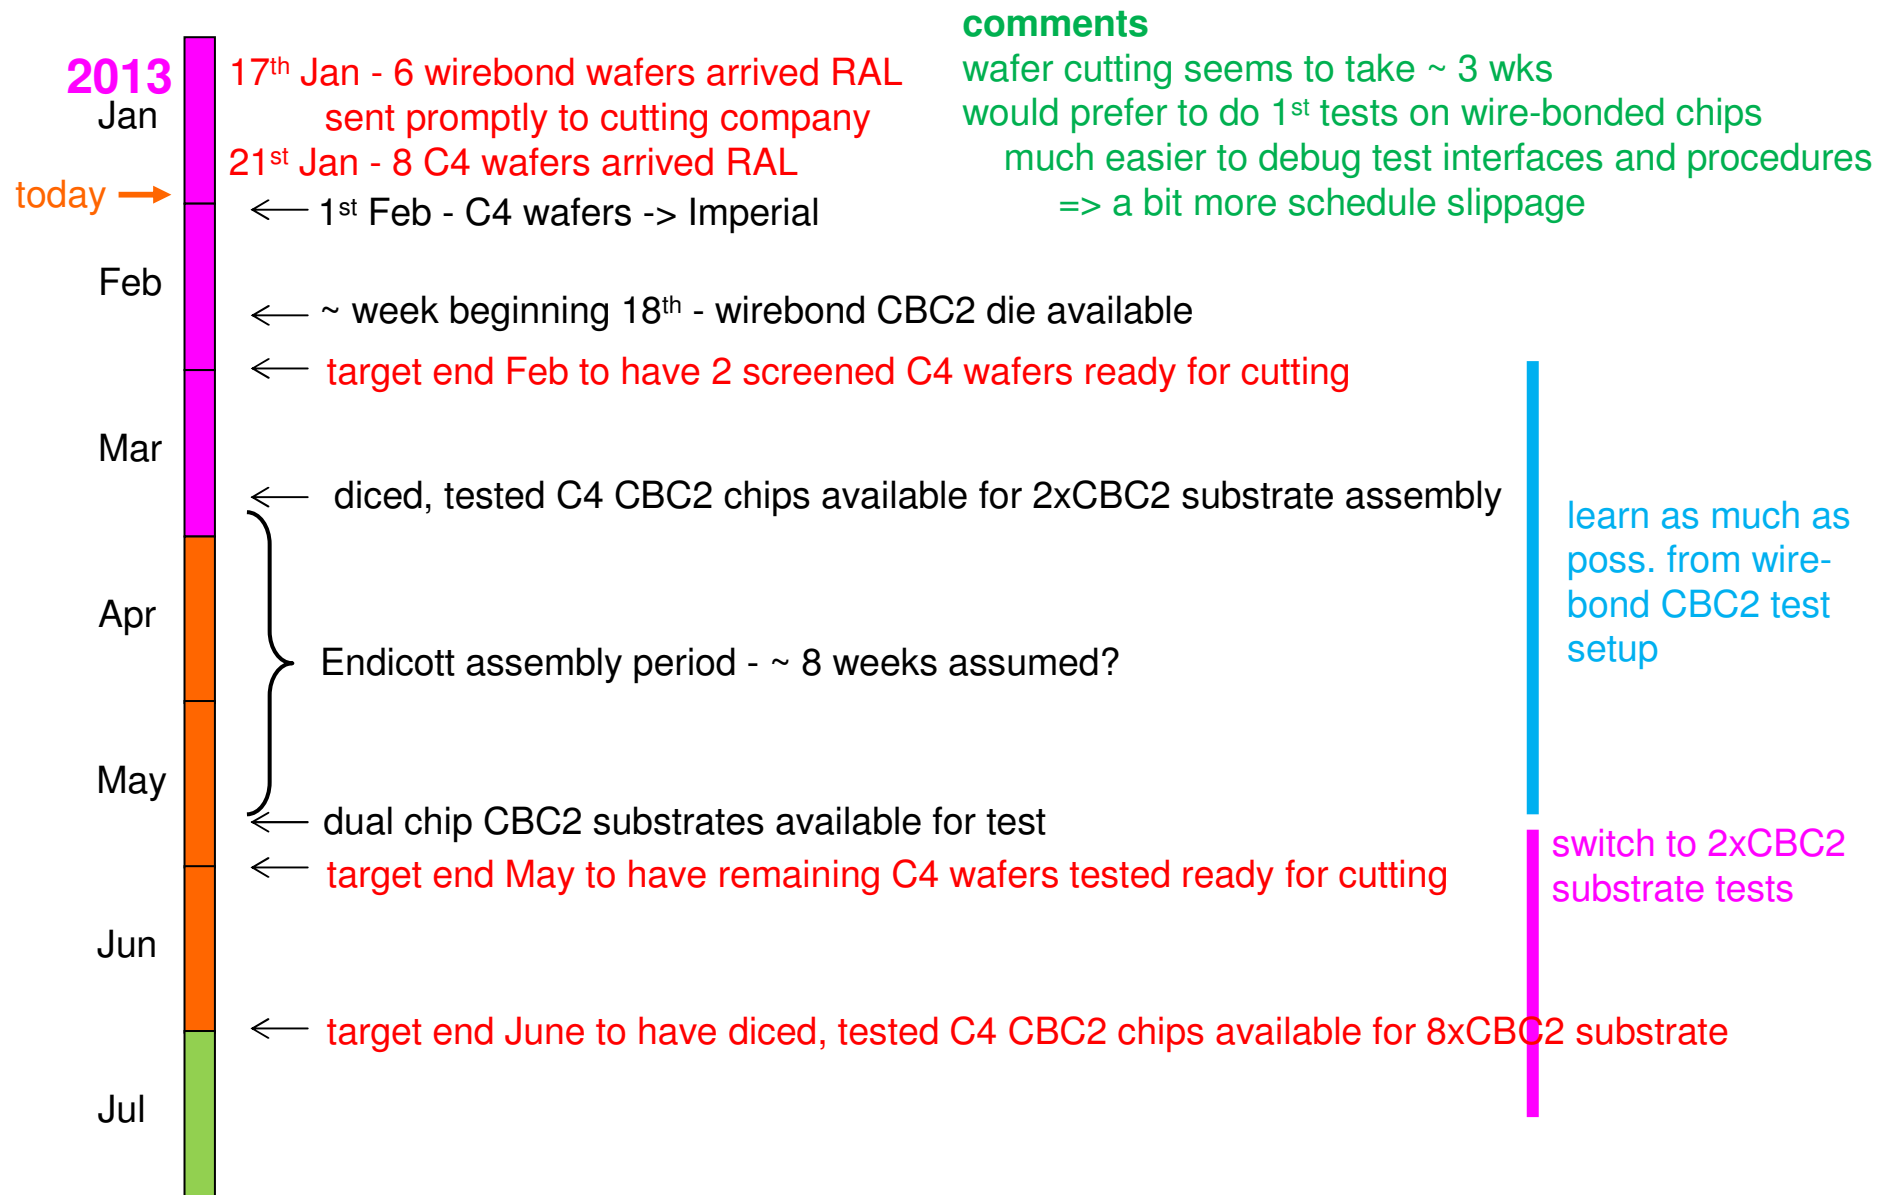 comments
2013
17th Jan - 6 wirebond wafers arrived RAL
sent promptly to cutting company
21st Jan - 8 C4 wafers arrived RAL
wafer cutting seems to take ~ 3 wks
would prefer to do 1st tests on wire-bonded chips
much easier to debug test interfaces and procedures
=> a bit more schedule slippage
Jan
today
1st Feb - C4 wafers -> Imperial
Feb
~ week beginning 18th - wirebond CBC2 die available
target end Feb to have 2 screened C4 wafers ready for cutting
Mar
diced, tested C4 CBC2 chips available for 2xCBC2 substrate assembly
learn as much as
poss. from wire-
bond CBC2 test
setup
Apr
Endicott assembly period - ~ 8 weeks assumed?
May
dual chip CBC2 substrates available for test
switch to 2xCBC2
substrate tests
target end May to have remaining C4 wafers tested ready for cutting
Jun
target end June to have diced, tested C4 CBC2 chips available for 8xCBC2 substrate
Jul